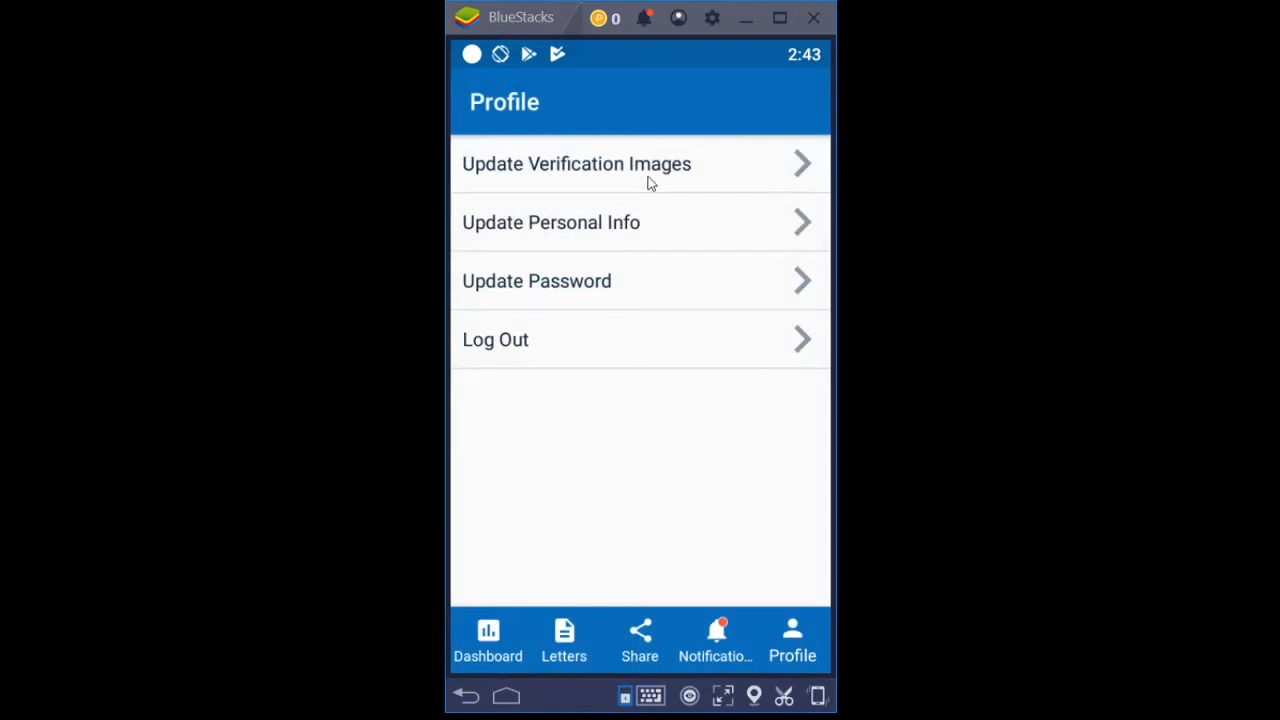 BlueStacks
0
2:43
Profile
Update Verification Images
Update Personal Info
Update Password
Log Out
Dashboard
Letters
Share
Notificatio...
Profile